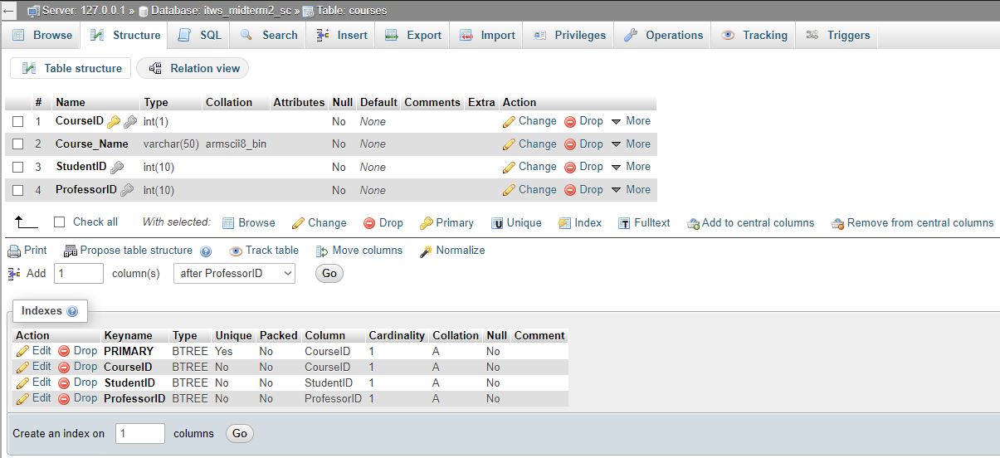 Server: 127.0.0.1 » Database: itws_midterm2_sc » Table: courses
Browse Structure SQL Search Insert Export Import Privileges Operations Tracking Triggers
Table structure Relation view
# Name Type Collation Attributes Null Default Comments Extra Action
1 CourseID int(1) No None Change Drop More
2 Course_Name varchar(50) armscii8_bin No None Change Drop More
3 StudentID int(10) No None Change Drop More
4 ProfessorID int(10) No None Change Drop More
Check all With selected: Browse Change Drop Primary Unique Index Fulltext Add to central columns Remove from central columns
Print Propose table structure Track table Move columns Normalize
Add 1 column(s) after ProfessorID Go
Indexes
Action Keyname Type Unique Packed Column Cardinality Collation Null Comment
Edit Drop PRIMARY BTREE Yes No CourseID 1 A No
Edit Drop CourseID BTREE No No CourseID 1 A No
Edit Drop StudentID BTREE No No StudentID 1 A No
Edit Drop ProfessorID BTREE No No ProfessorID 1 A No
Create an index on 1 columns Go